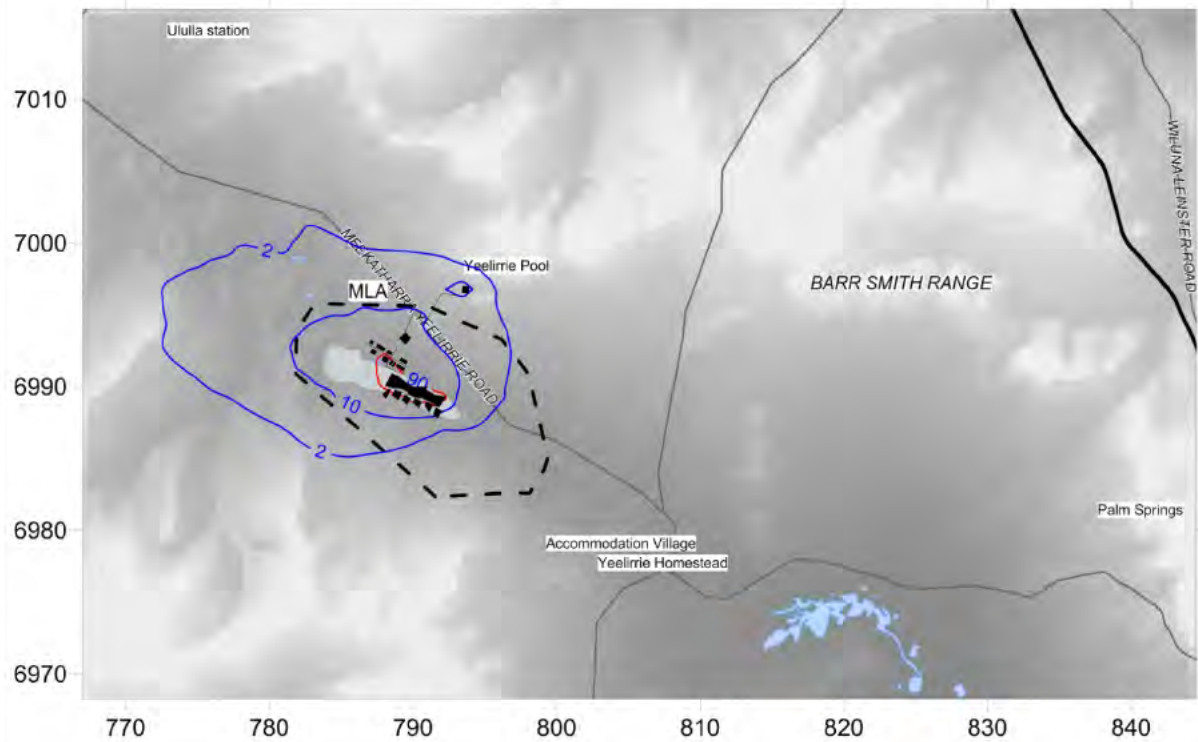 Ululla station
7010
WILUNA-LEINSTER ROAD
7000
2
MEEKATHARRA YEELIRRIE ROAD
Yeelirrie Pool
MLA
BARR SMITH RANGE
6990
90
10
2
6980
Palm Springs
Accommodation Village
Yeelirrie Homestead
6970
770 780 790 800 810 820 830 840